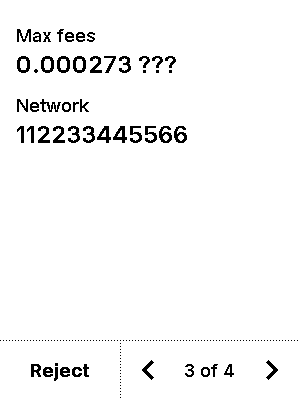 Max fees
0.000273 ???
Network
112233445566
Reject
3 of 4